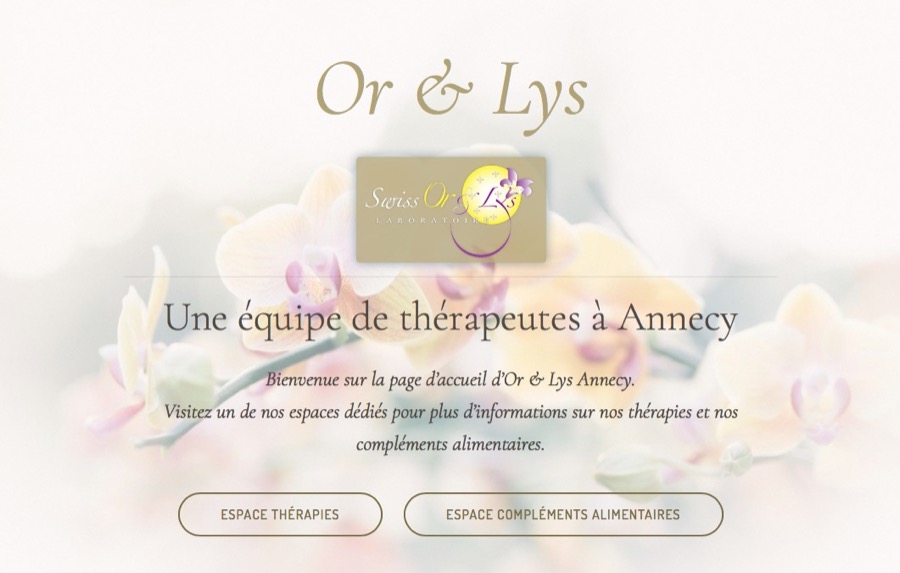 Or & Lys
Swiss Or & Lys
LABORATOIRE
Une équipe de thérapeutes à Annecy
Bienvenue sur la page d'accueil d'Or & Lys Annecy.
Visitez un de nos espaces dédiés pour plus d'informations sur nos thérapies et nos
compléments alimentaires.
ESPACE THÉRAPIES
ESPACE COMPLÉMENTS ALIMENTAIRES